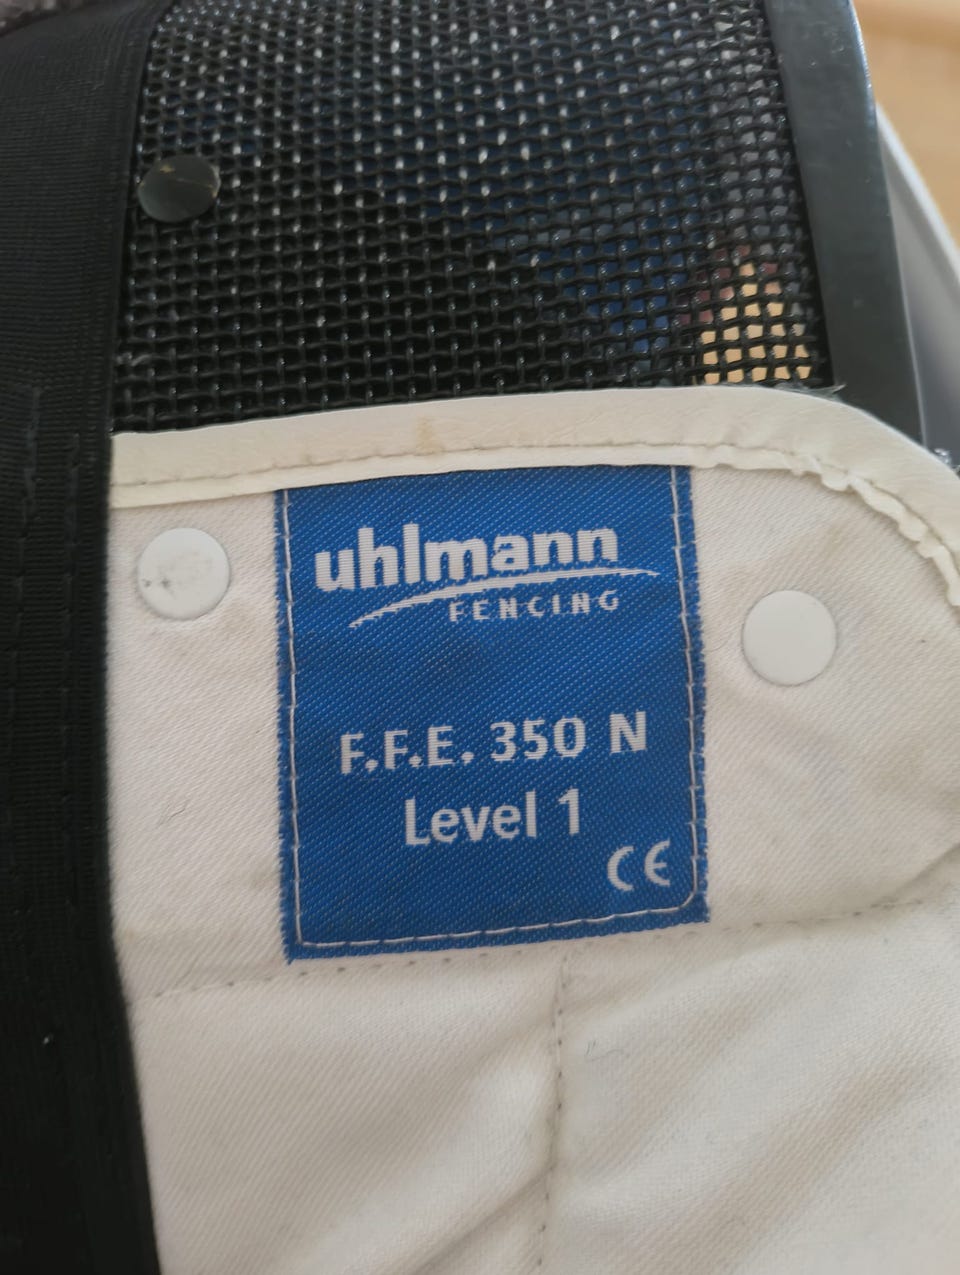 uhlmann
FENCING
F.F.E. 350 N
Level 1
CE